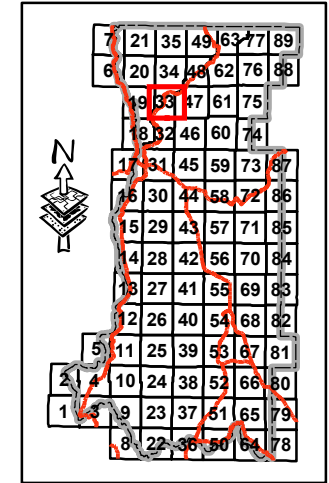 7 21 35 49 63 77 89
6 20 34 48 62 76 88
19 33 47 61 75
18 32 46 60 74
N
17 31 45 59 73 87
16 30 44 58 72 86
15 29 43 57 71 85
14 28 42 56 70 84
13 27 41 55 69 83
12 26 40 54 68 82
5 11 25 39 53 67 81
2 4 10 24 38 52 66 80
1 3 9 23 37 51 65 79
8 22 36 50 64 78